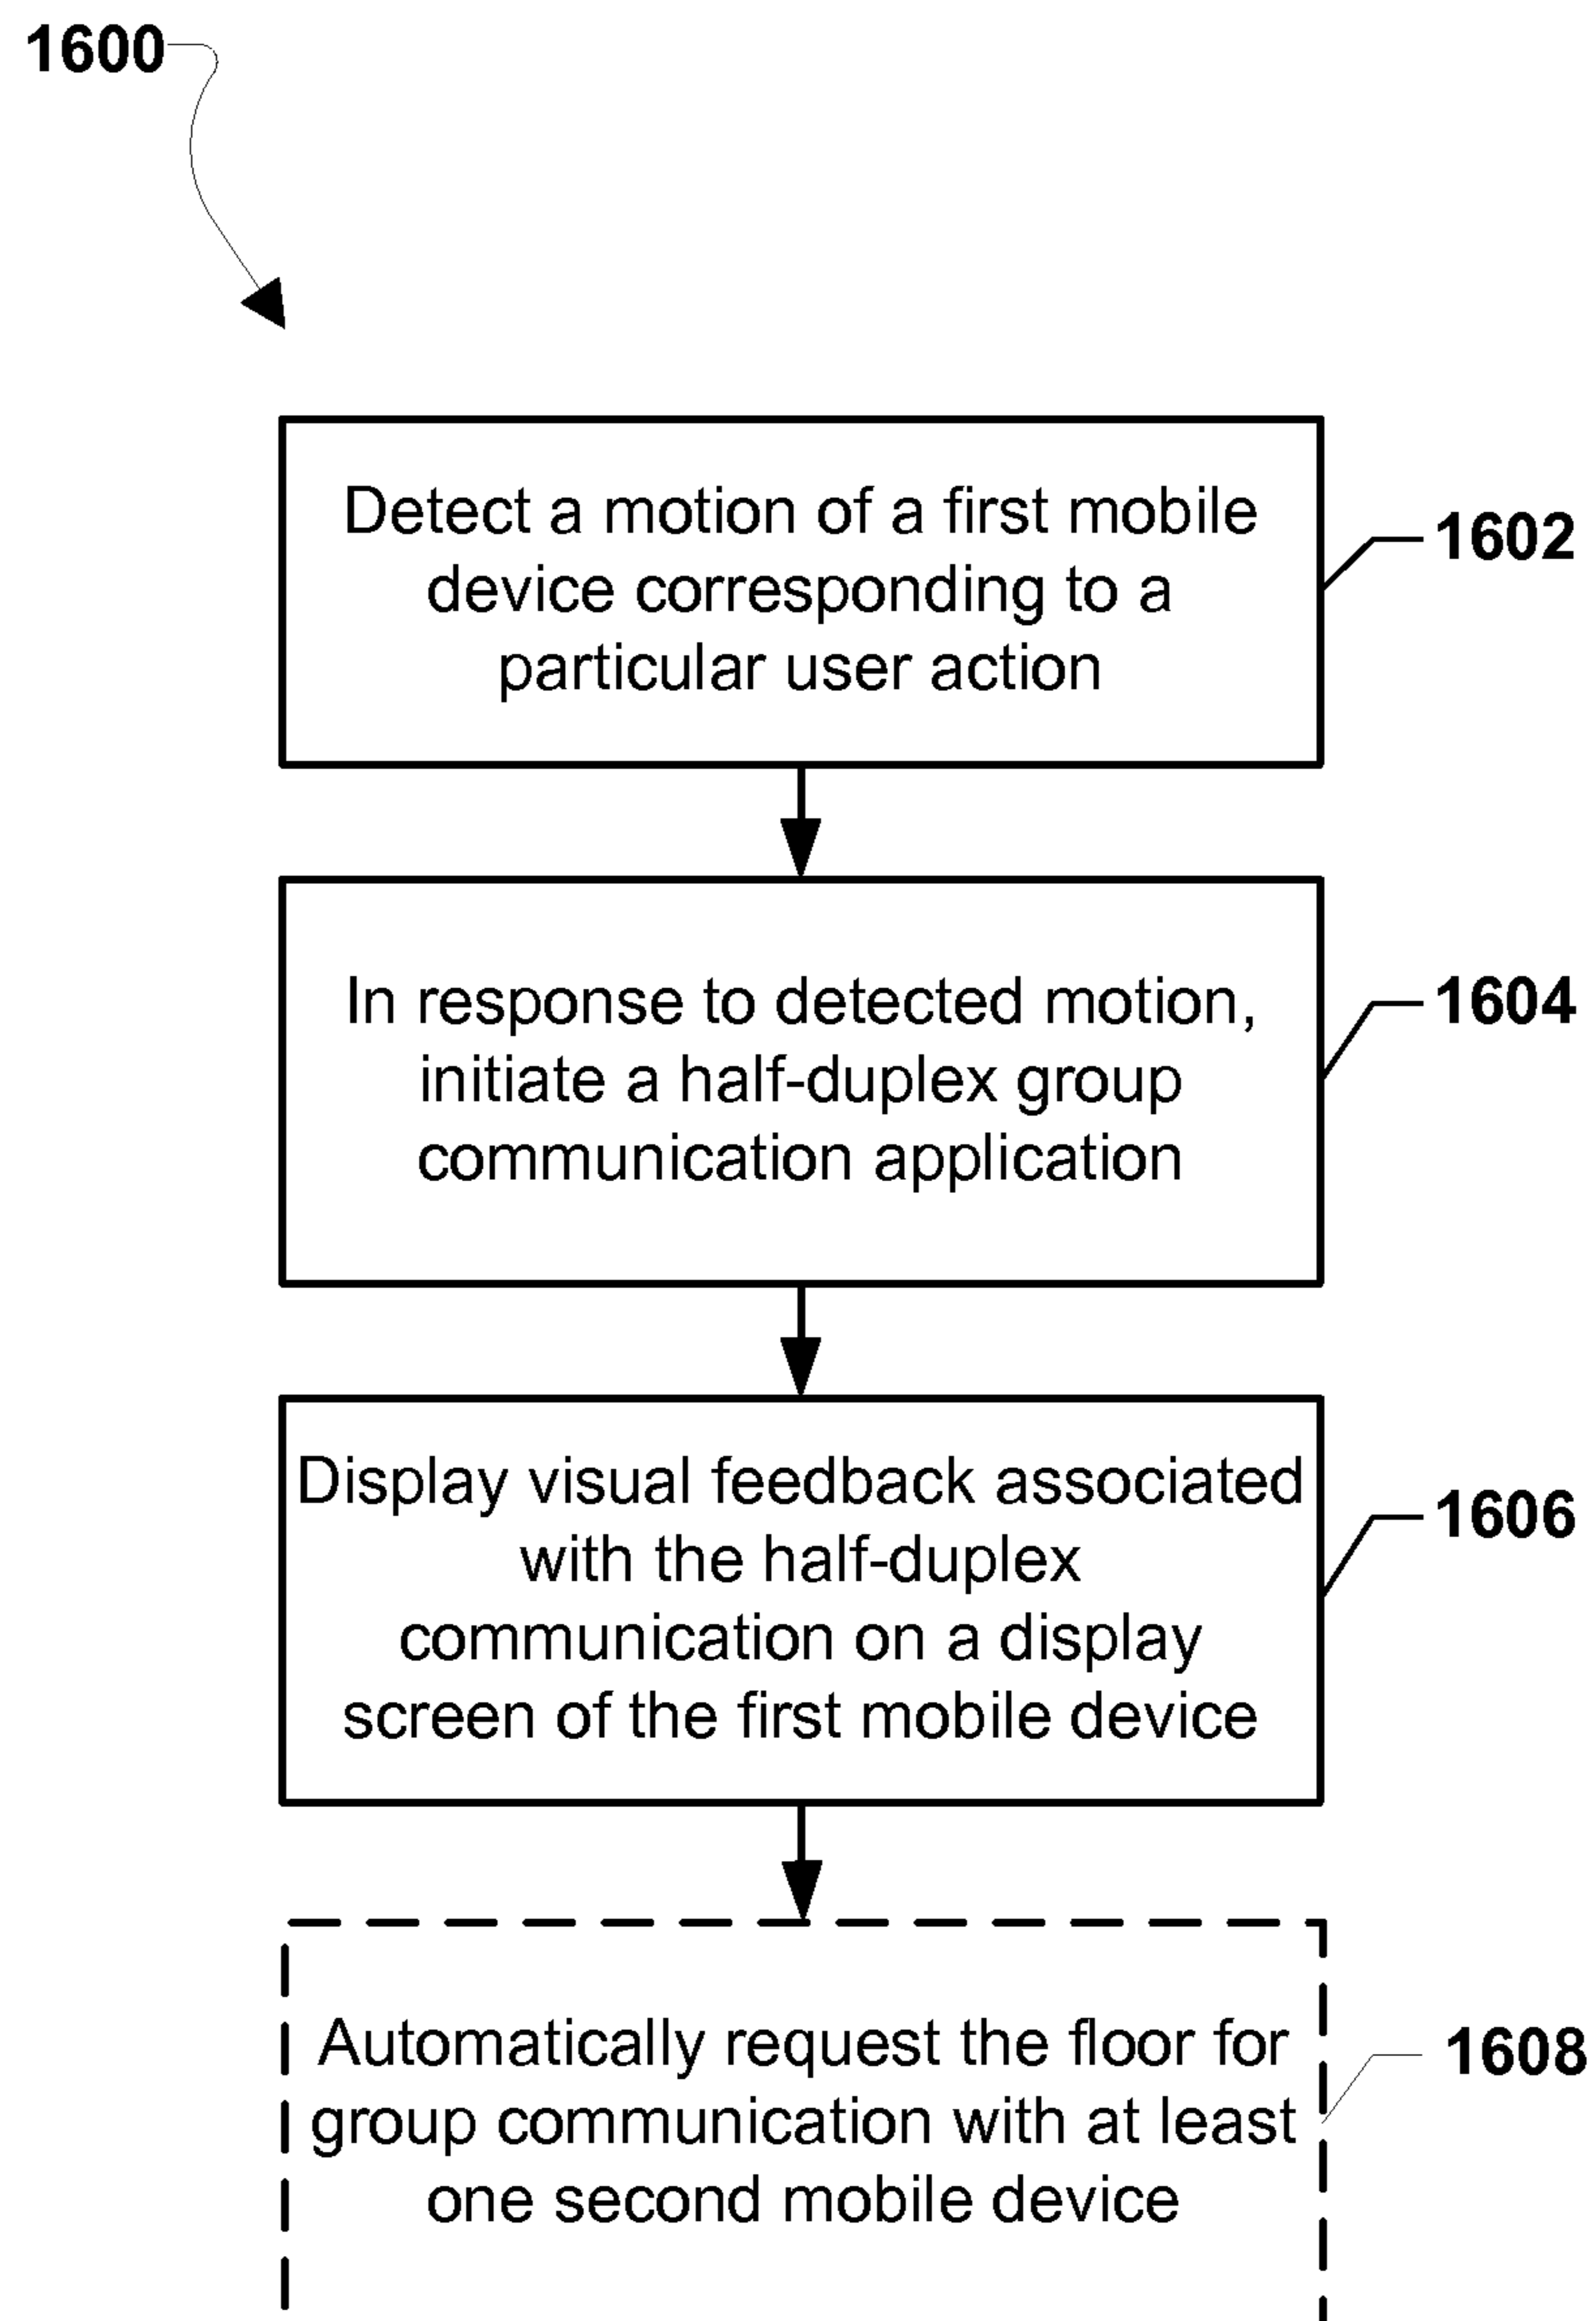 1600
Detect a motion of a first mobile
device corresponding to a
particular user action
1602
In response to detected motion,
initiate a half-duplex group
communication application
1604
Display visual feedback associated
with the half-duplex
communication on a display
screen of the first mobile device
1606
Automatically request the floor for
group communication with at least
one second mobile device
1608